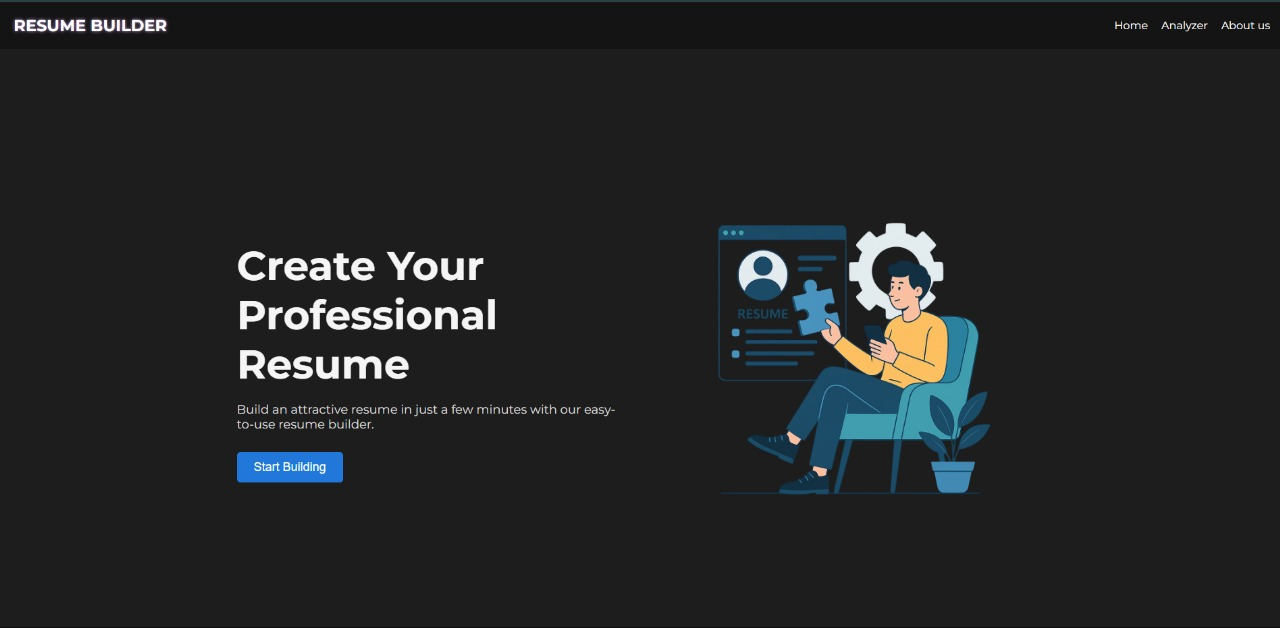 RESUME BUILDER
Home Analyzer About us
Create Your
Professional
Resume
Build an attractive resume in just a few minutes with our easy-
to-use resume builder.
Start Building
RESUME